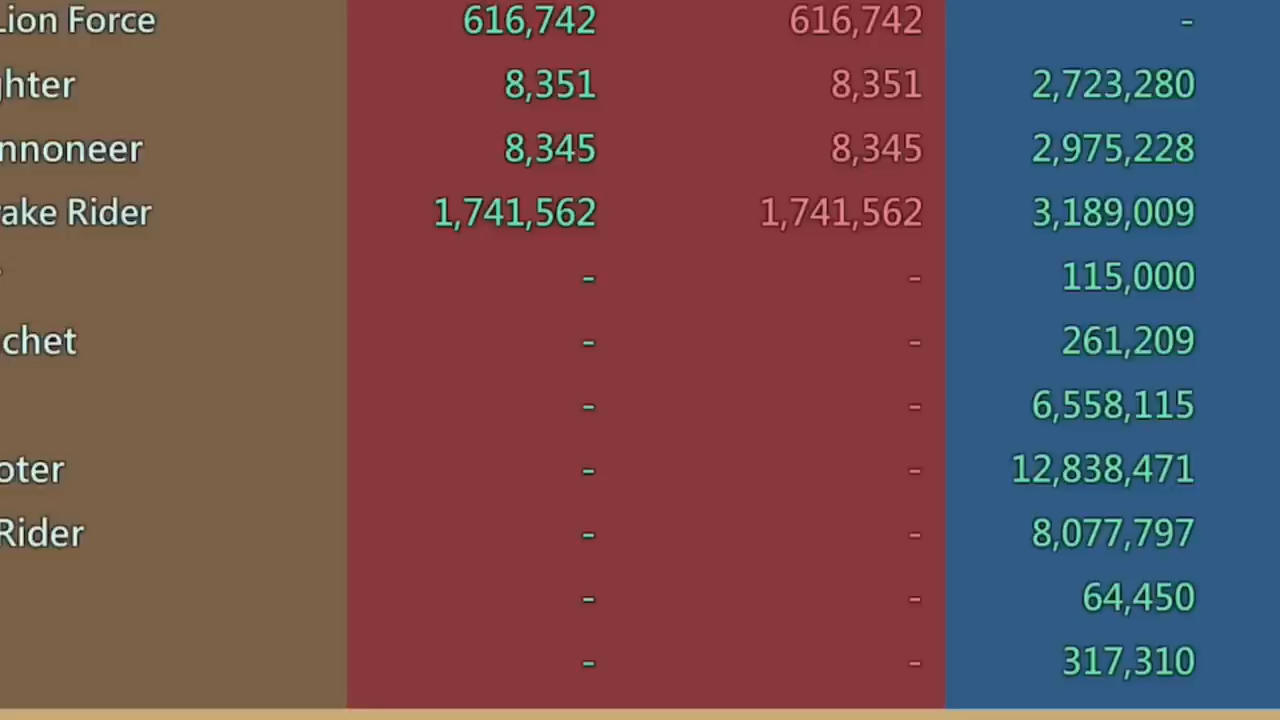 Lion Force 616,742 616,742 -
ghter 8,351 8,351 2,723,280
nnoneer 8,345 8,345 2,975,228
rake Rider 1,741,562 1,741,562 3,189,009
- - 115,000
chet - - 261,209
- - 6,558,115
oter - - 12,838,471
Rider - - 8,077,797
- - 64,450
- - 317,310